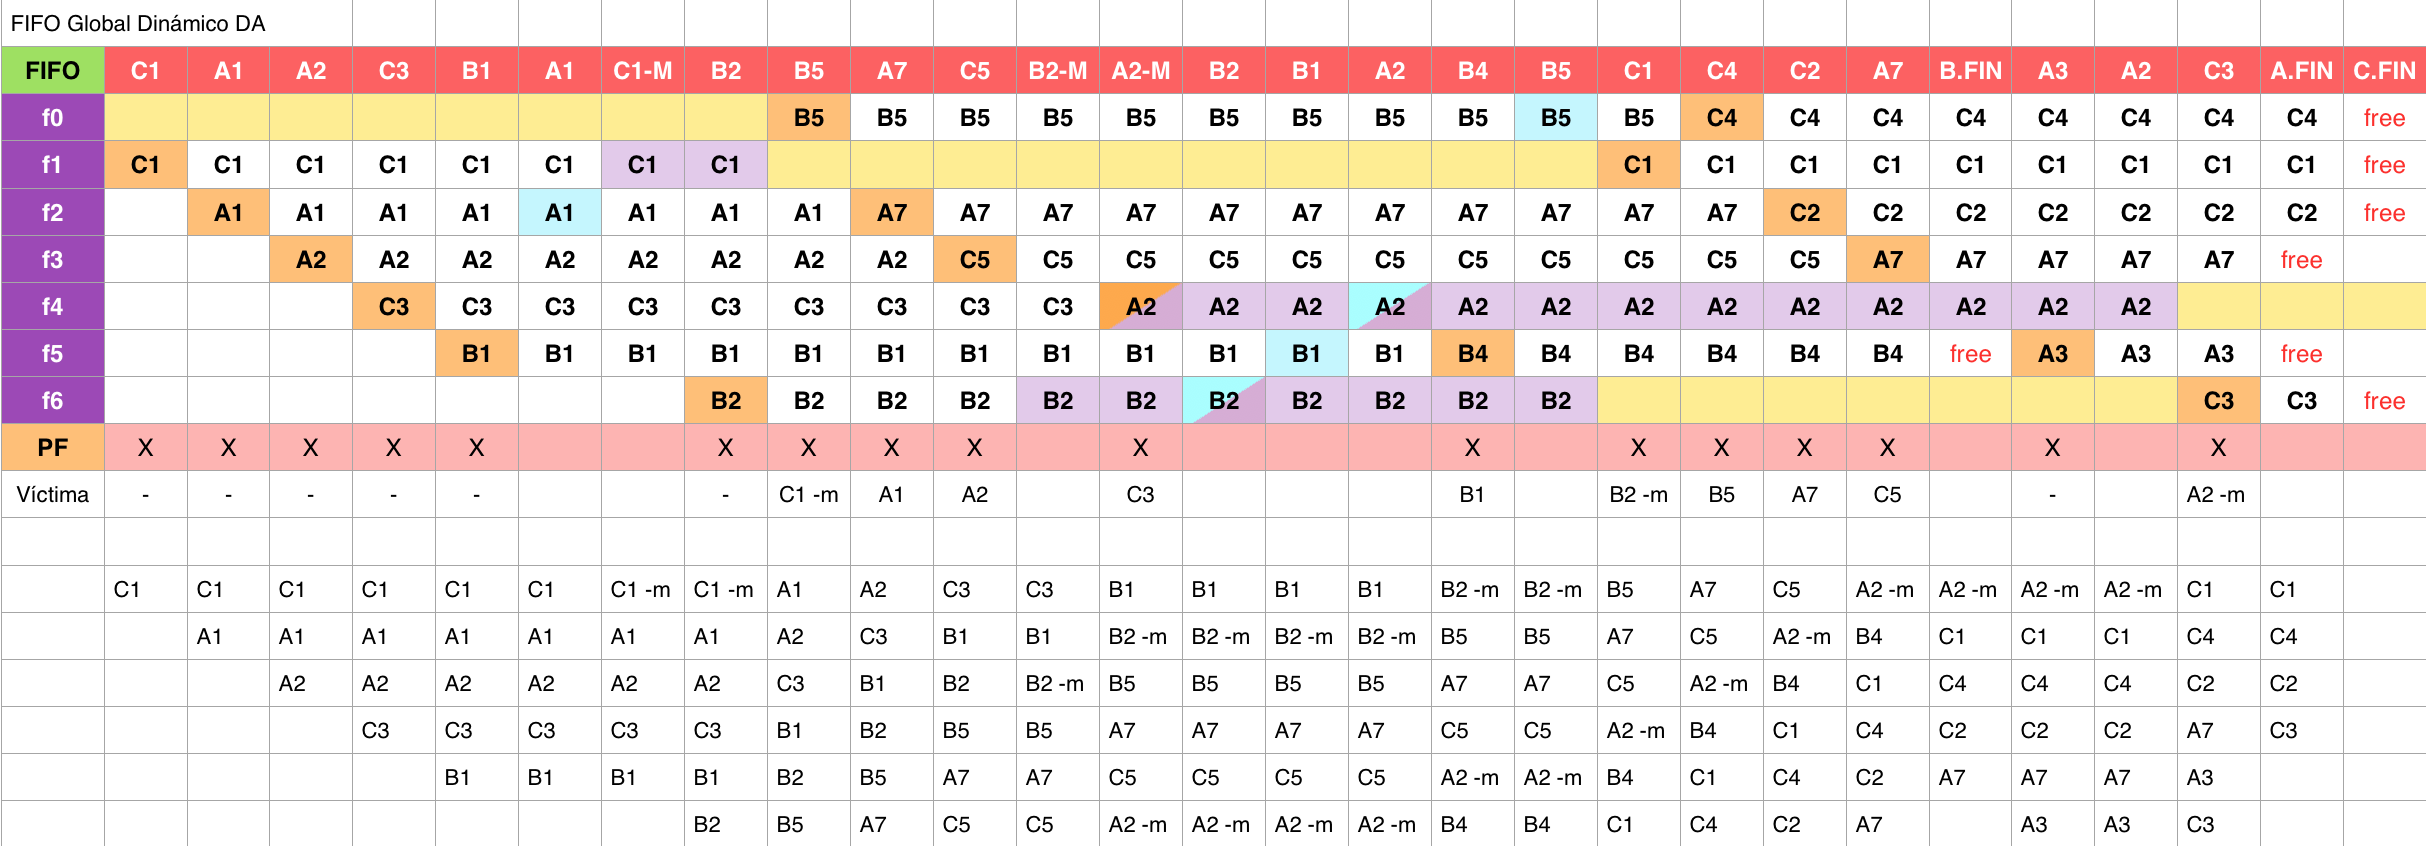 FIFO Global Dinámico DA
FIFO C1 A1 A2 C3 B1 A1 C1-M B2 B5 A7 C5 B2-M A2-M B2 B1 A2 B4 B5 C1 C4 C2 A7 B.FIN A3 A2 C3 A.FIN C.FIN
f0 B5 B5 B5 B5 B5 B5 B5 B5 B5 B5 B5 C4 C4 C4 C4 C4 C4 C4 C4 free
f1 C1 C1 C1 C1 C1 C1 C1 C1 C1 C1 C1 C1 C1 C1 C1 C1 C1 free
f2 A1 A1 A1 A1 A1 A1 A1 A1 A7 A7 A7 A7 A7 A7 A7 A7 A7 A7 A7 C2 C2 C2 C2 C2 C2 C2 free
f3 A2 A2 A2 A2 A2 A2 A2 A2 C5 C5 C5 C5 C5 C5 C5 C5 C5 C5 C5 A7 A7 A7 A7 A7 free
f4 C3 C3 C3 C3 C3 C3 C3 C3 C3 A2 A2 A2 A2 A2 A2 A2 A2 A2 A2 A2 A2 A2
f5 B1 B1 B1 B1 B1 B1 B1 B1 B1 B1 B1 B1 B4 B4 B4 B4 B4 B4 free A3 A3 A3 free
f6 B2 B2 B2 B2 B2 B2 B2 B2 B2 B2 B2 C3 C3 free
PF X X X X X X X X X X X X X X X X X
Víctima - - - - - - C1 -m A1 A2 C3 B1 B2 -m B5 A7 C5 - A2 -m
C1 C1 C1 C1 C1 C1 C1 -m C1 -m A1 A2 C3 C3 B1 B1 B1 B1 B2 -m B2 -m B5 A7 C5 A2 -m A2 -m A2 -m A2 -m C1 C1
A1 A1 A1 A1 A1 A1 A1 A2 C3 B1 B1 B2 -m B2 -m B2 -m B2 -m B5 B5 A7 C5 A2 -m B4 C1 C1 C1 C4 C4
A2 A2 A2 A2 A2 A2 C3 B1 B2 B2 -m B5 B5 B5 B5 A7 A7 C5 A2 -m B4 C1 C4 C4 C4 C2 C2
C3 C3 C3 C3 C3 B1 B2 B5 B5 A7 A7 A7 A7 C5 C5 A2 -m B4 C1 C4 C2 C2 C2 A7 C3
B1 B1 B1 B1 B2 B5 A7 A7 C5 C5 C5 C5 A2 -m A2 -m B4 C1 C4 C2 A7 A7 A7 A3
B2 B5 A7 C5 C5 A2 -m A2 -m A2 -m A2 -m B4 B4 C1 C4 C2 A7 A3 A3 C3